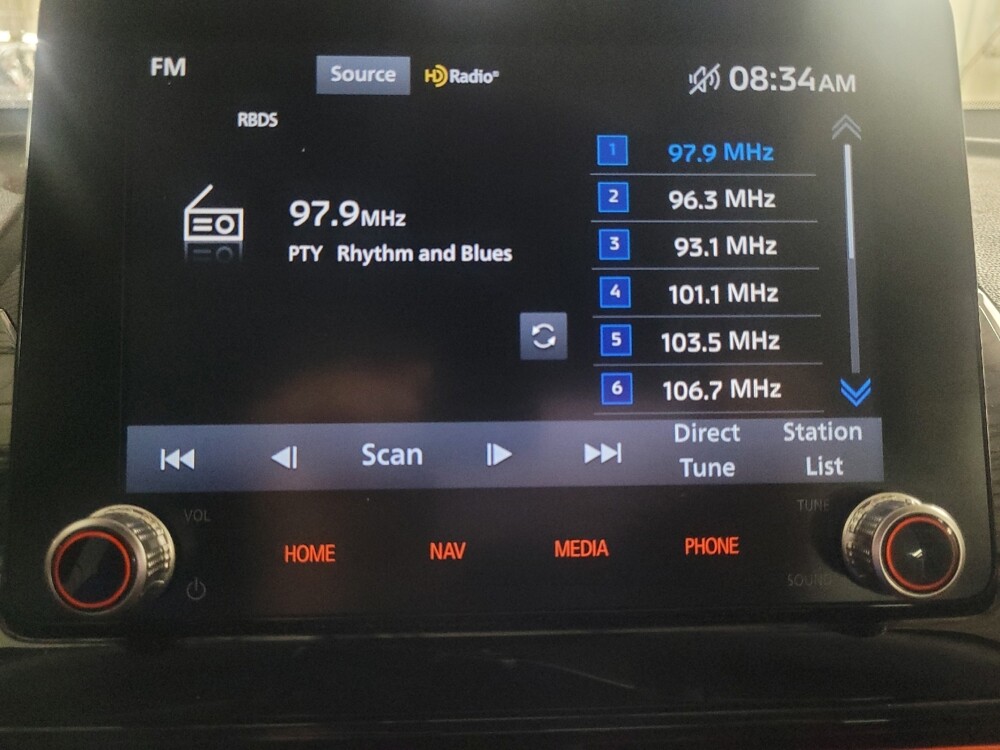 FM
Source
HD Radio®
08:34AM
RBDS
97.9MHz
PTY Rhythm and Blues
1 97.9 MHz
2 96.3 MHz
3 93.1 MHz
4 101.1 MHz
5 103.5 MHz
6 106.7 MHz
Scan
Direct Tune
Station List
VOL
TUNE
HOME
NAV
MEDIA
PHONE
SOUND